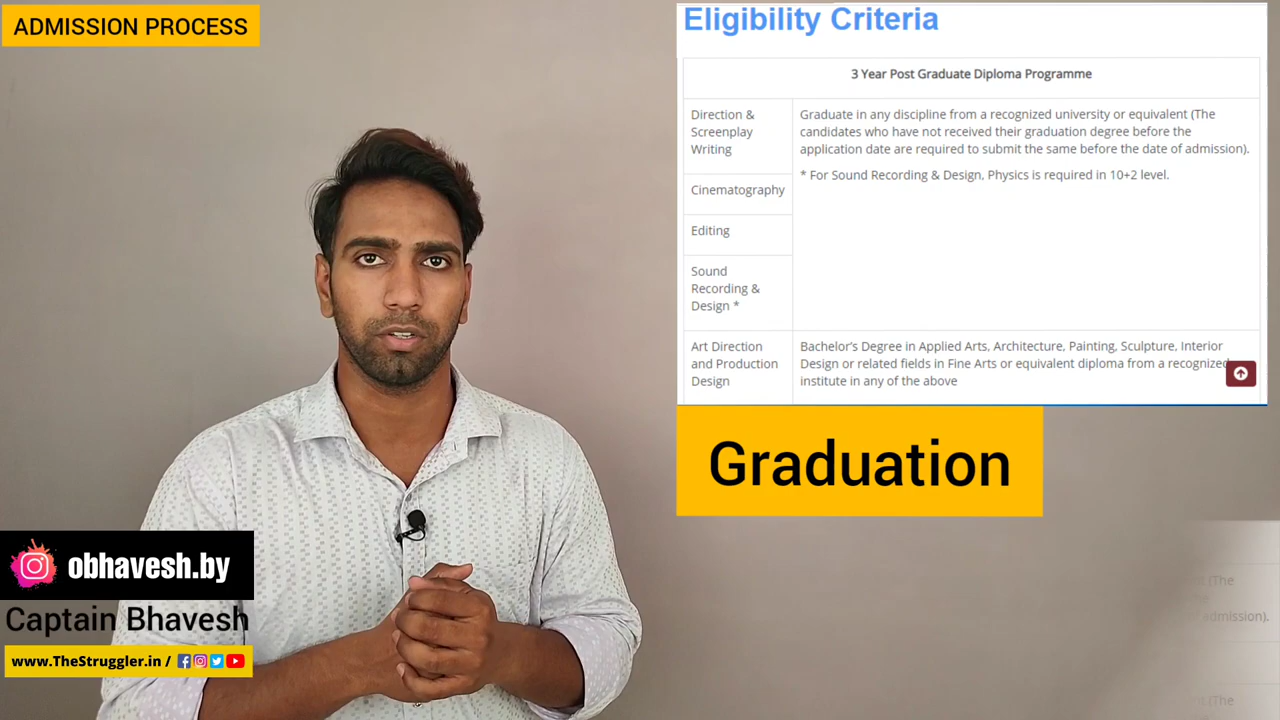 ADMISSION PROCESS
Eligibility Criteria
3 Year Post Graduate Diploma Programme
Direction &
Screenplay
Writing
Graduate in any discipline from a recognized university or equivalent (The
candidates who have not received their graduation degree before the
application date are required to submit the same before the date of admission).
* For Sound Recording & Design, Physics is required in 10+2 level.
Cinematography
Editing
Sound
Recording &
Design *
Art Direction
and Production
Design
Bachelor's Degree in Applied Arts, Architecture, Painting, Sculpture, Interior
Design or related fields in Fine Arts or equivalent diploma from a recognized
institute in any of the above
Graduation
obhavesh.by
Captain Bhavesh
www.TheStruggler.in /
(The
admission).
(The